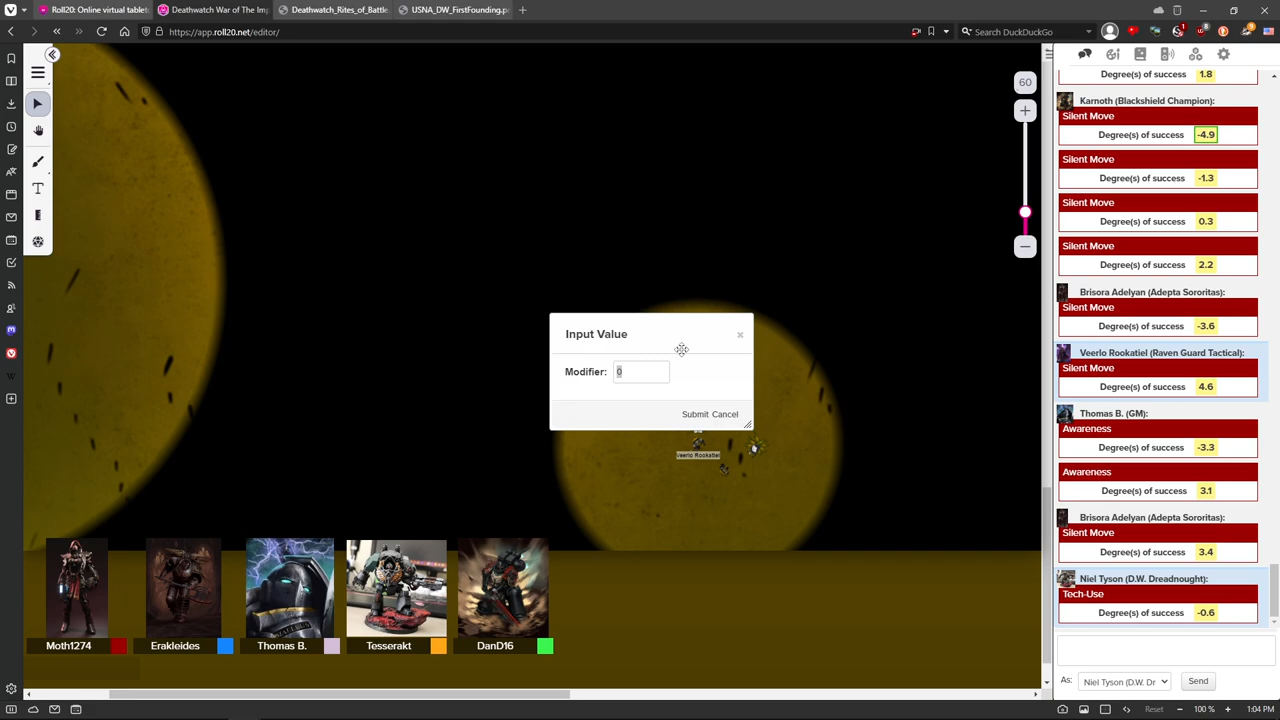 Roll20: Online virtual tablet
Deathwatch War of The Imp
Deathwatch_Rites_of_Battle
USNA_DW_FirstFounding.p
https://app.roll20.net/editor/
Search DuckDuckGo
60
Input Value
Modifier: 0
Submit Cancel
Veerlo Rookatiel
Moth1274
Erakleides
Thomas B.
Tesserakt
DanD16
Degree(s) of success 1.8
Karnoth (Blackshield Champion):
Silent Move
Degree(s) of success -4.9
Silent Move
Degree(s) of success -1.3
Silent Move
Degree(s) of success 0.3
Silent Move
Degree(s) of success 2.2
Brisora Adelyan (Adepta Sororitas):
Silent Move
Degree(s) of success -3.6
Veerlo Rookatiel (Raven Guard Tactical):
Silent Move
Degree(s) of success 4.6
Thomas B. (GM):
Awareness
Degree(s) of success -3.3
Awareness
Degree(s) of success 3.1
Brisora Adelyan (Adepta Sororitas):
Silent Move
Degree(s) of success 3.4
Niel Tyson (D.W. Dreadnought):
Tech-Use
Degree(s) of success -0.6
As: Niel Tyson (D.W. Dr
Send
Reset 100 % 1:04 PM